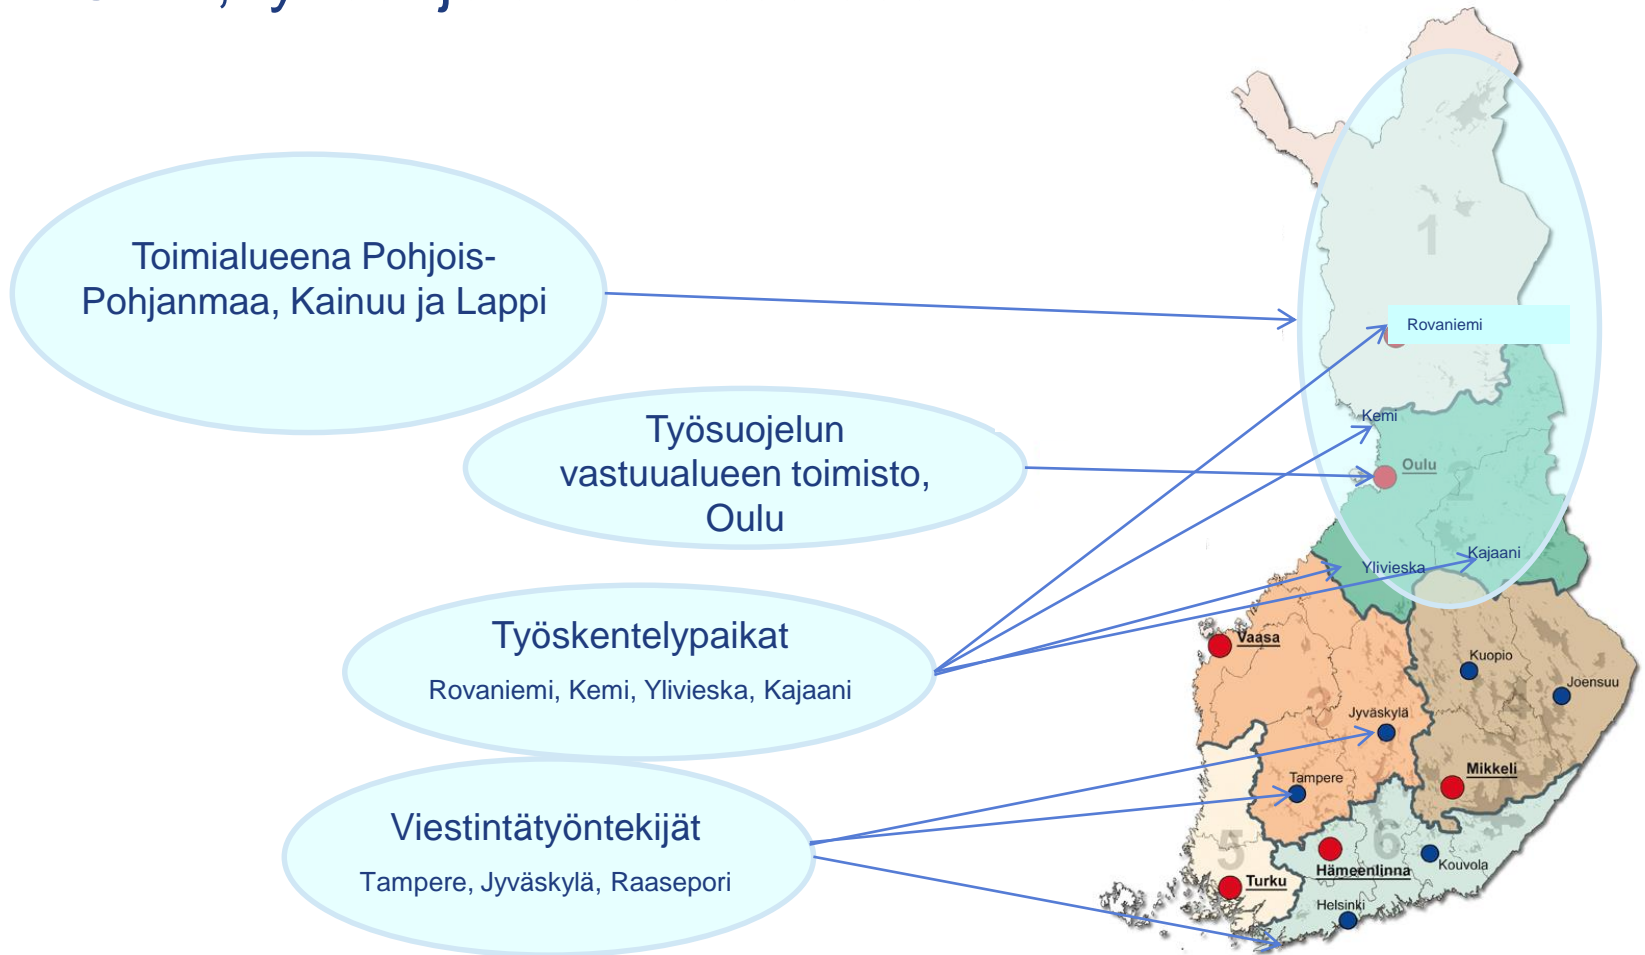 Toimialueena Pohjois-
Pohjanmaa, Kainuu ja Lappi
Työsuojelun
vastuualueen toimisto,
Oulu
Työskentelypaikat
Rovaniemi, Kemi, Ylivieska, Kajaani
Viestintätyöntekijät
Tampere, Jyväskylä, Raasepori
1
Rovaniemi
Kemi
Oulu
2
Kajaani
Ylivieska
Vaasa
Kuopio
Joensuu
3
Jyväskylä
Mikkeli
Tampere
5
6
Hämeenlinna
Kouvola
Turku
Helsinki